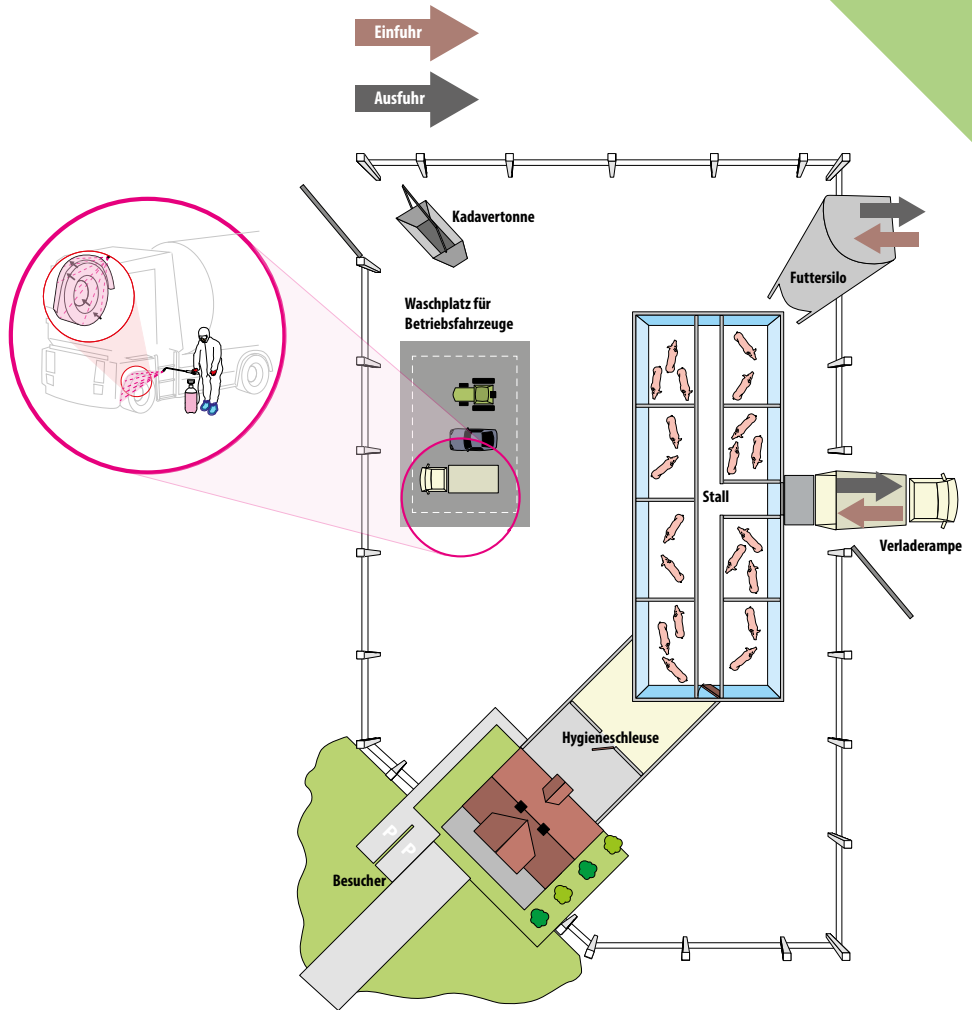 Einfuhr
Ausfuhr
Kadavertonne
Futtersilo
Waschplatz für
Betriebsfahrzeuge
Stall
Verladerampe
Hygieneschleuse
P
P
Besucher